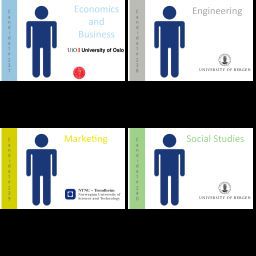 Economics
and
Business
UiO University of Oslo
Engineering
UNIVERSITY OF BERGEN
Marketing
NTNU – Trondheim
Norwegian University of
Science and Technology
Social Studies
UNIVERSITY OF BERGEN